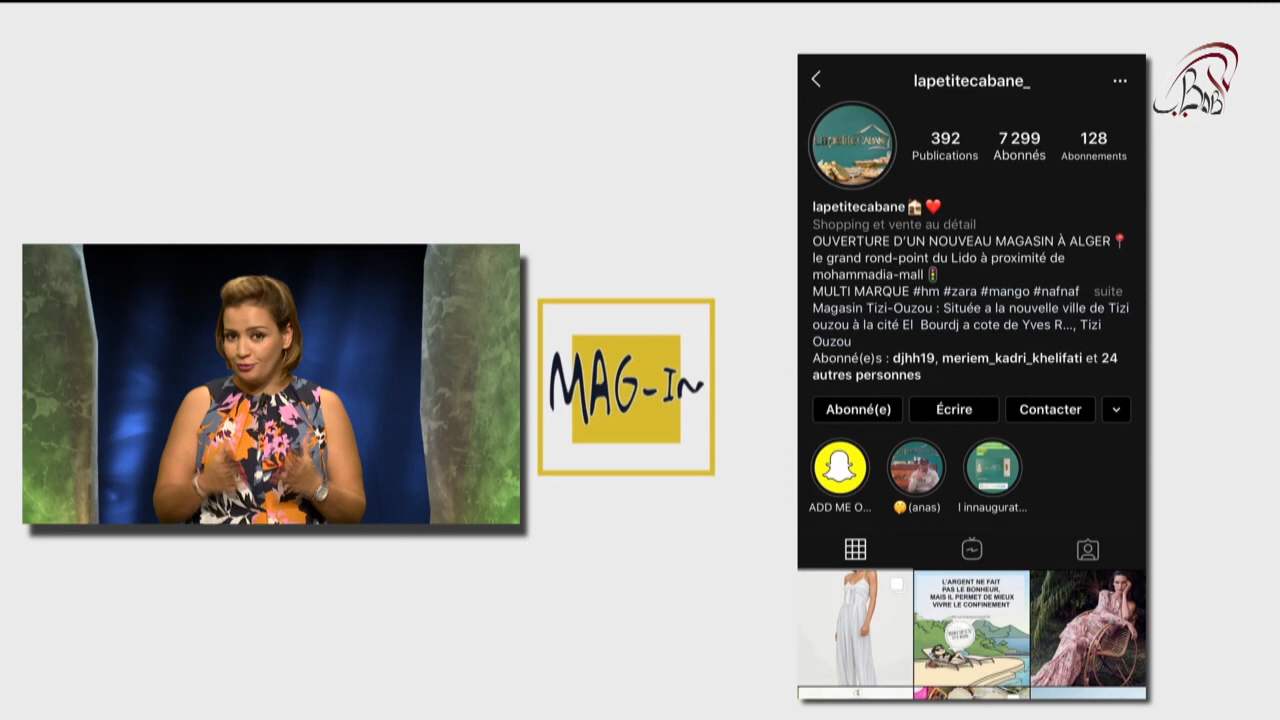 lapetitecabane_
392
7 299
128
Publications
Abonnés
Abonnements
lapetitecabane
Shopping et vente au détail
OUVERTURE D'UN NOUVEAU MAGASIN À ALGER
le grand rond-point du Lido à proximité de
mohammadia-mall
MULTI MARQUE #hm #zara #mango #nafnaf suite
Magasin Tizi-Ouzou : Située a la nouvelle ville de Tizi
ouzou à la cité El Bourdj a cote de Yves R..., Tizi
Ouzou
Abonné(e)s : djhh19, meriem_kadri_khelifati et 24
autres personnes
Abonné(e)
Écrire
Contacter
ADD ME O...
(anas)
l innaugurat...
L'ARGENT NE FAIT
PAS LE BONHEUR,
MAIS IL PERMET DE MIEUX
VIVRE LE CONFINEMENT
MAG-IN